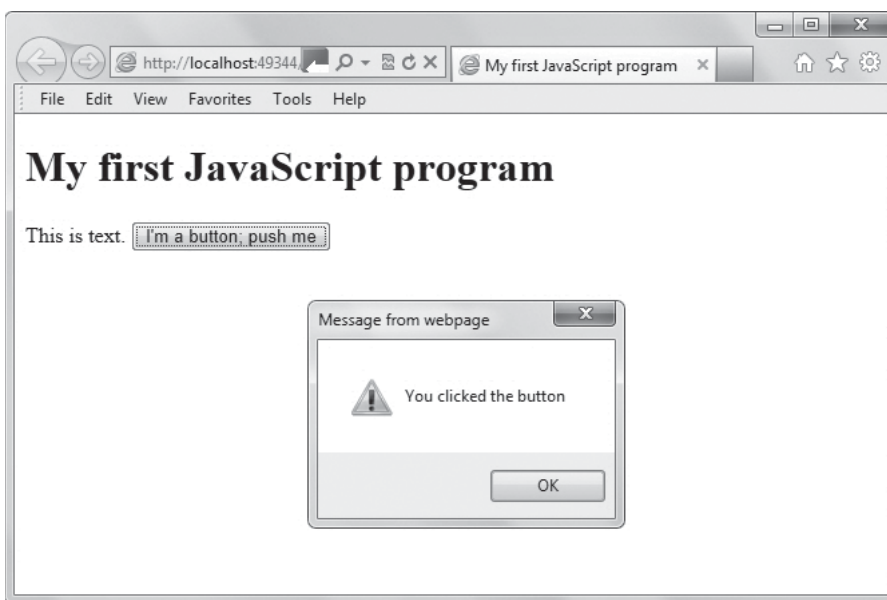 http://localhost:49344
My first JavaScript program
File Edit View Favorites Tools Help
My first JavaScript program
This is text. I'm a button; push me
Message from webpage
You clicked the button
OK